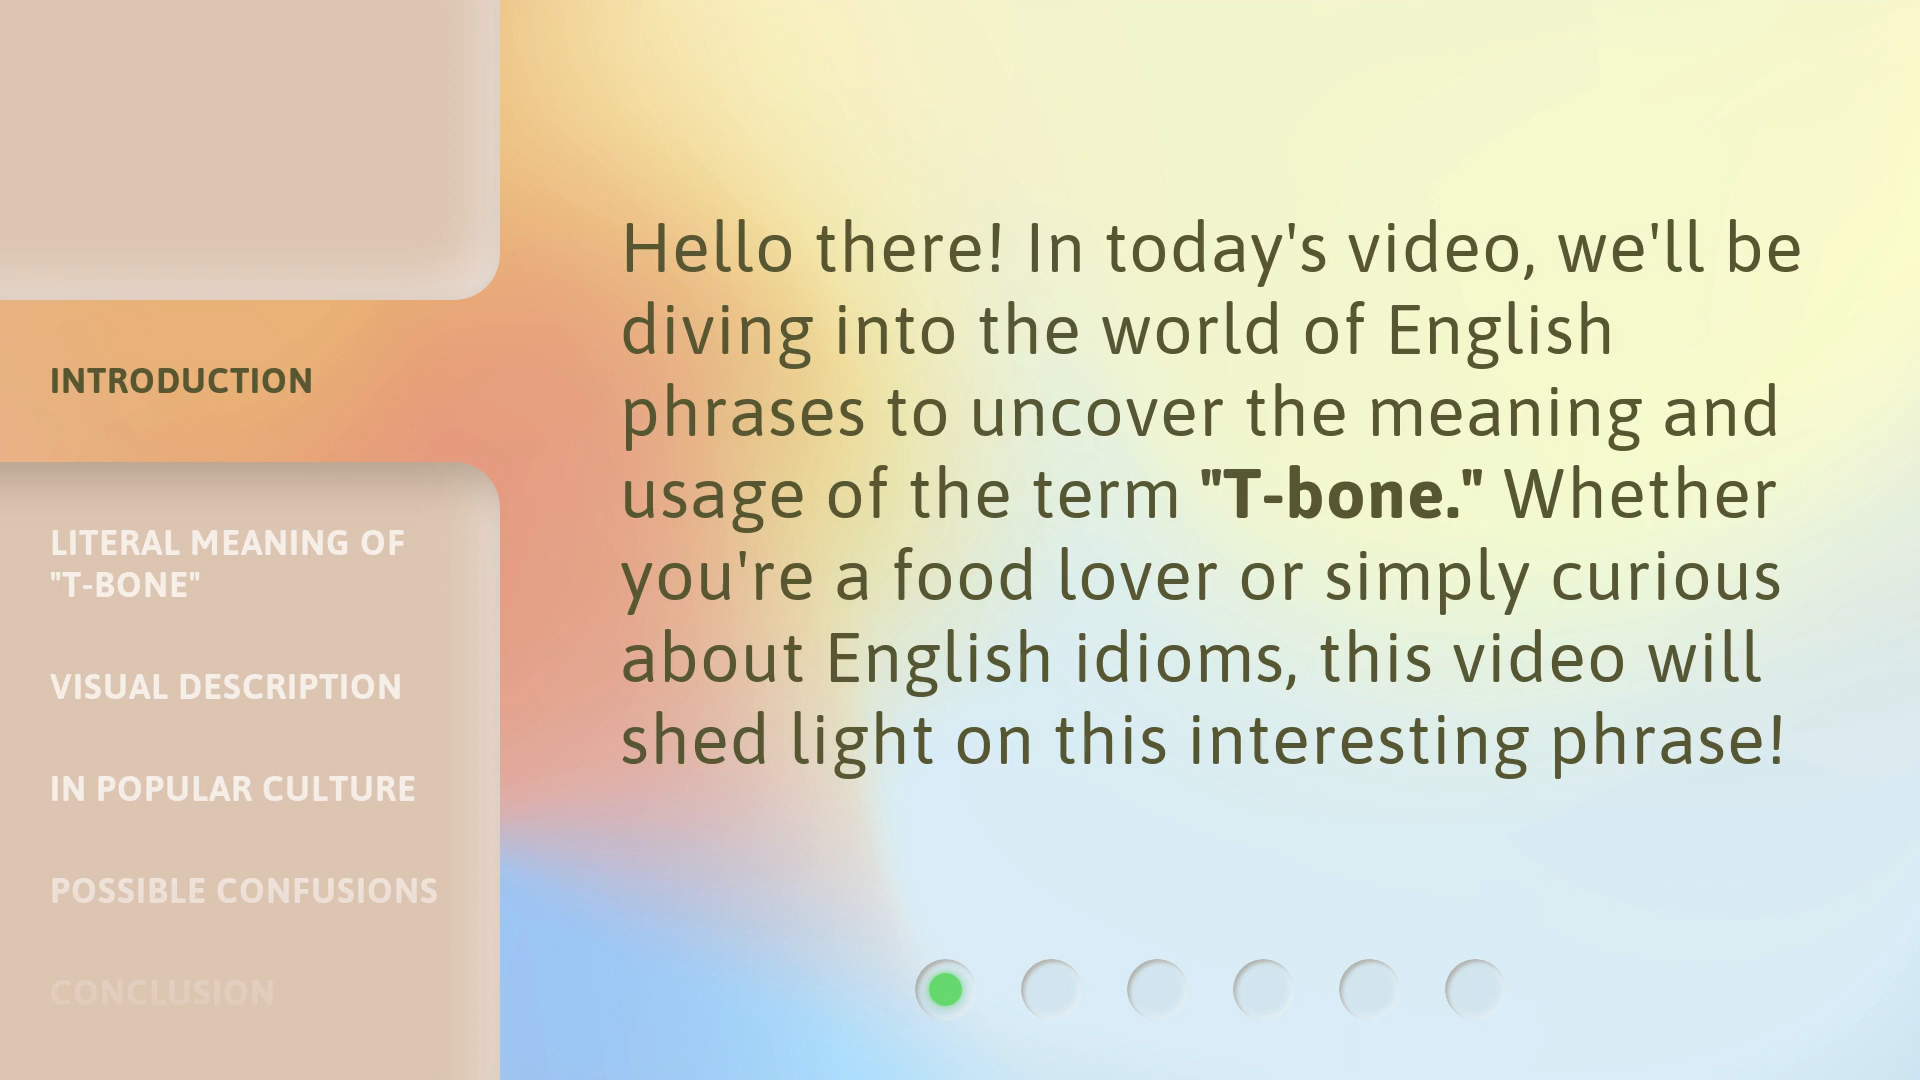 INTRODUCTION
LITERAL MEANING OF
"T-BONE"
VISUAL DESCRIPTION
IN POPULAR CULTURE
POSSIBLE CONFUSIONS
CONCLUSION
Hello there! In today's video, we'll be
diving into the world of English
phrases to uncover the meaning and
usage of the term "T-bone." Whether
you're a food lover or simply curious
about English idioms, this video will
shed light on this interesting phrase!